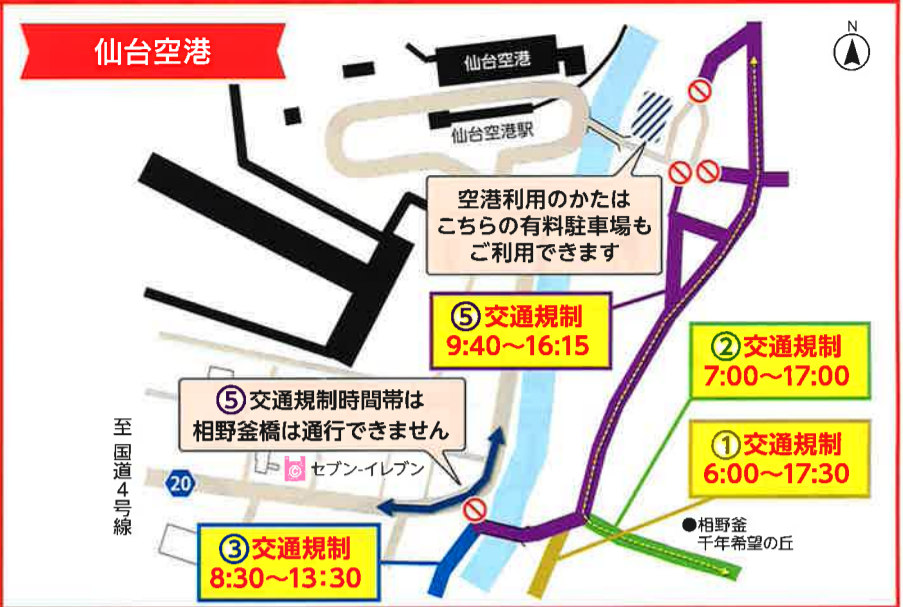 仙台空港
N
仙台空港
仙台空港駅
空港利用のかたは
こちらの有料駐車場も
ご利用できます
⑤交通規制
9:40～16:15
②交通規制
7:00～17:00
⑤交通規制時間帯は
相野釜橋は通行できません
①交通規制
6:00～17:30
至 国道4号線
セブン-イレブン
20
●相野釜
千年希望の丘
③交通規制
8:30～13:30